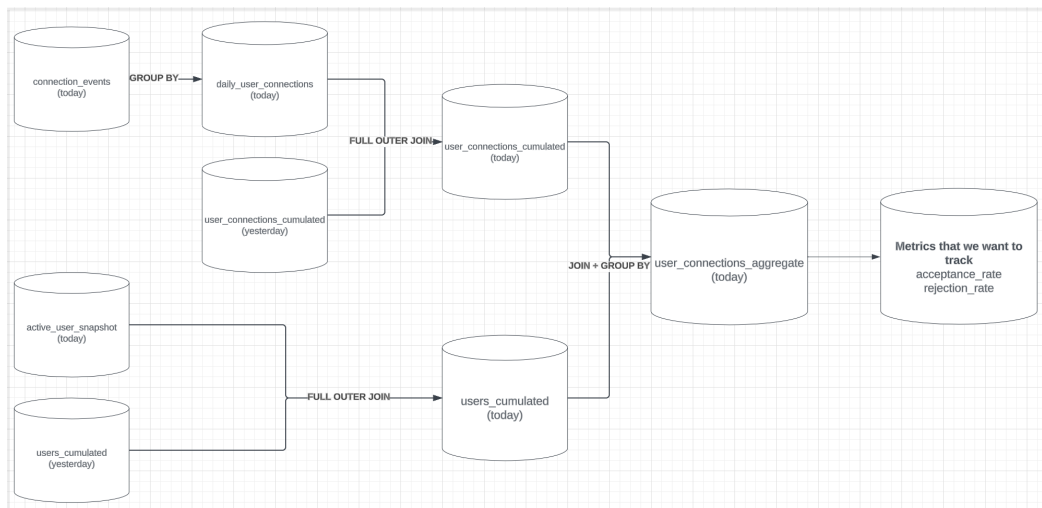 connection_events
(today)
GROUP BY
daily_user_connections
(today)
FULL OUTER JOIN
user_connections_cumulated
(yesterday)
user_connections_cumulated
(today)
active_user_snapshot
(today)
users_cumulated
(yesterday)
FULL OUTER JOIN
users_cumulated
(today)
JOIN + GROUP BY
user_connections_aggregate
(today)
Metrics that we want to
track
acceptance_rate
rejection_rate